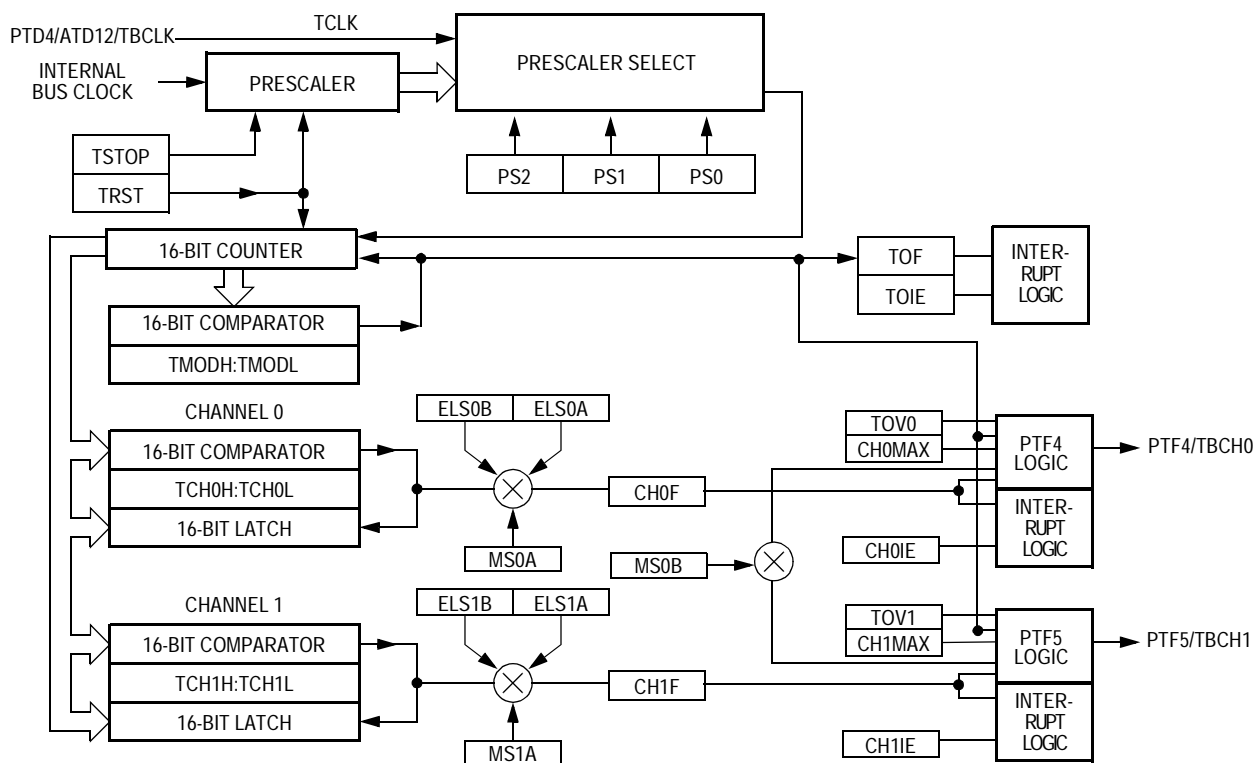 TCLK
PTD4/ATD12/TBCLK
PRESCALER SELECT
INTERNAL
BUS CLOCK
PRESCALER
TSTOP
TRST
PS2 PS1 PS0
16-BIT COUNTER
TOF
TOIE
INTER-
RUPT
LOGIC
16-BIT COMPARATOR
TMODH:TMODL
CHANNEL 0
ELS0B ELS0A
16-BIT COMPARATOR
TCH0H:TCH0L
16-BIT LATCH
MS0A
CH0F
MS0B
TOV0
CH0MAX
PTF4
LOGIC
PTF4/TBCH0
INTER-
RUPT
LOGIC
CH0IE
CHANNEL 1
ELS1B ELS1A
16-BIT COMPARATOR
TCH1H:TCH1L
16-BIT LATCH
MS1A
CH1F
TOV1
CH1MAX
PTF5
LOGIC
PTF5/TBCH1
INTER-
RUPT
LOGIC
CH1IE